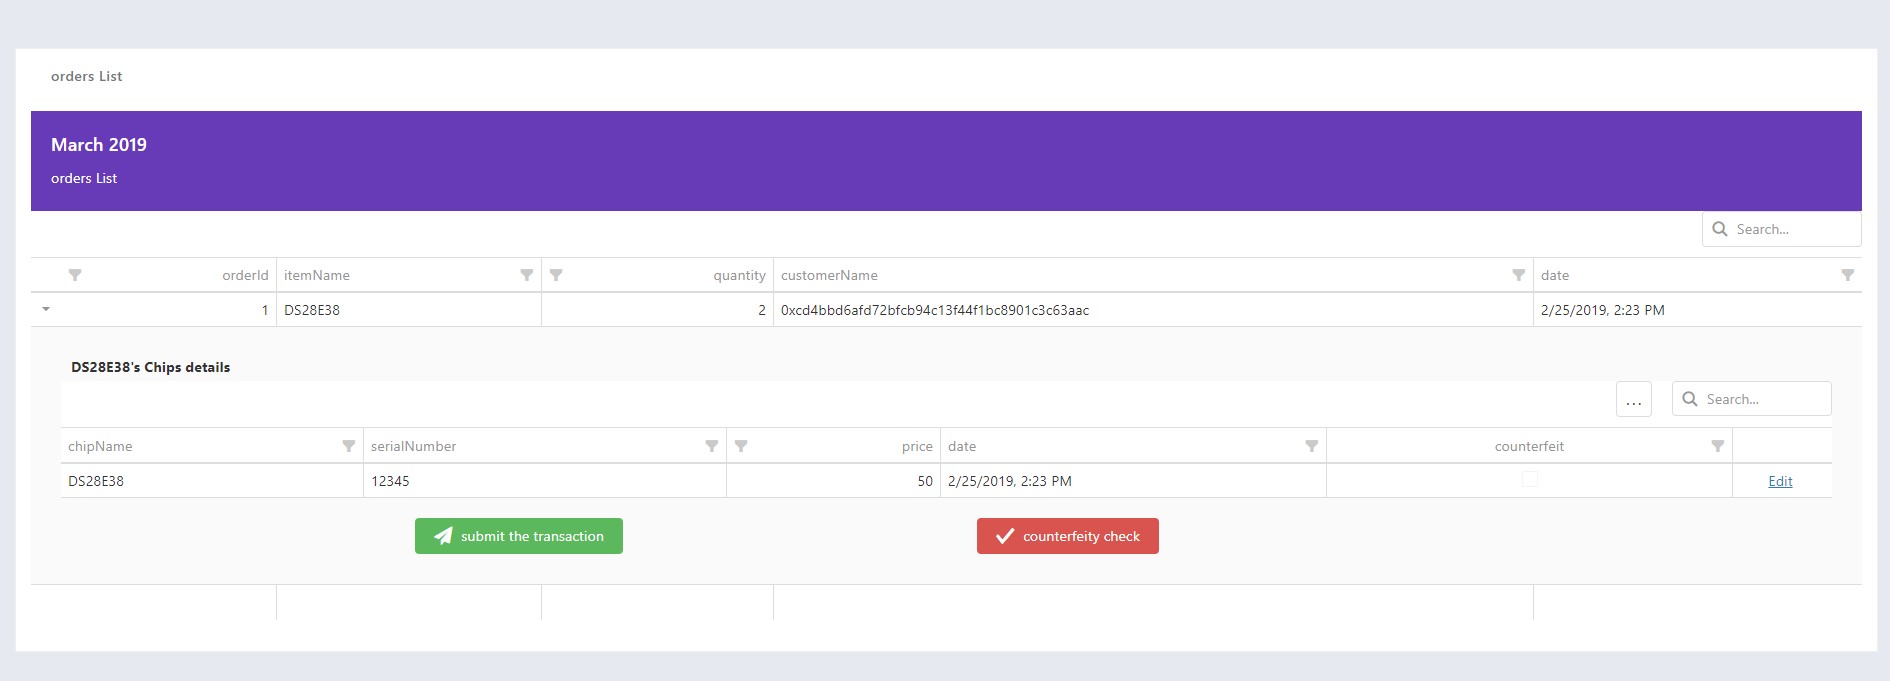 orders List
March 2019
orders List
Search...
orderId itemName quantity customerName date
1 DS28E38 2 0xcd4bbd6afd72bfcb94c13f44f1bc8901c3c63aac 2/25/2019, 2:23 PM
DS28E38's Chips details
... Search...
chipName serialNumber price date counterfeit
DS28E38 12345 50 2/25/2019, 2:23 PM Edit
submit the transaction counterfeity check